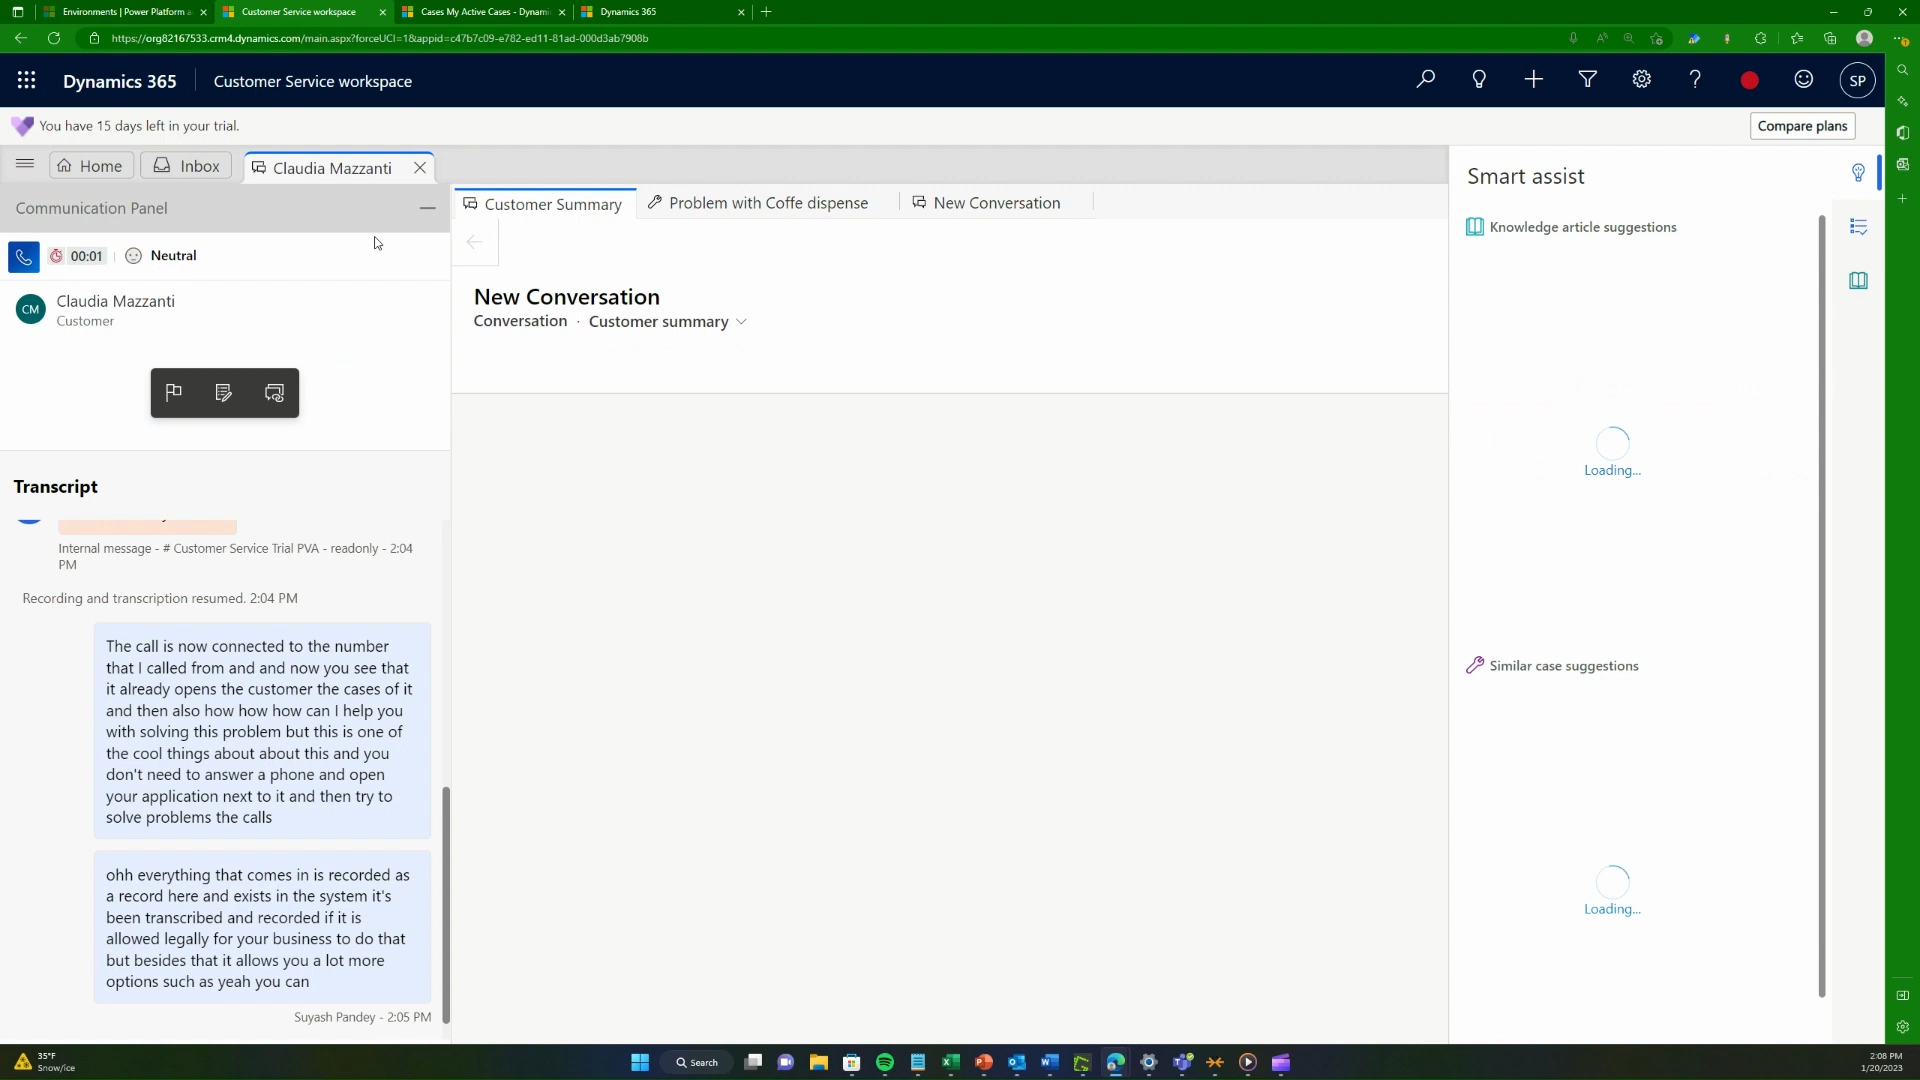 Environments | Power Platform a
Customer Service workspace
Cases My Active Cases - Dynami
Dynamics 365
https://org82167533.crm4.dynamics.com/main.aspx?forceUCI=1&appid=c47b7c09-e782-ed11-81ad-000d3ab7908b
Dynamics 365
Customer Service workspace
SP
You have 15 days left in your trial.
Compare plans
Home
Inbox
Claudia Mazzanti
Communication Panel
00:01
Neutral
CM
Claudia Mazzanti
Customer
Transcript
Internal message - # Customer Service Trial PVA - readonly - 2:04
PM
Recording and transcription resumed. 2:04 PM
The call is now connected to the number
that I called from and and now you see that
it already opens the customer the cases of it
and then also how how how can I help you
with solving this problem but this is one of
the cool things about about this and you
don't need to answer a phone and open
your application next to it and then try to
solve problems the calls
ohh everything that comes in is recorded as
a record here and exists in the system it's
been transcribed and recorded if it is
allowed legally for your business to do that
but besides that it allows you a lot more
options such as yeah you can
Suyash Pandey - 2:05 PM
Customer Summary
Problem with Coffe dispense
New Conversation
New Conversation
Conversation · Customer summary
Smart assist
Knowledge article suggestions
Loading...
Similar case suggestions
Loading...
35°F
Snow/ice
Search
2:08 PM
1/20/2023